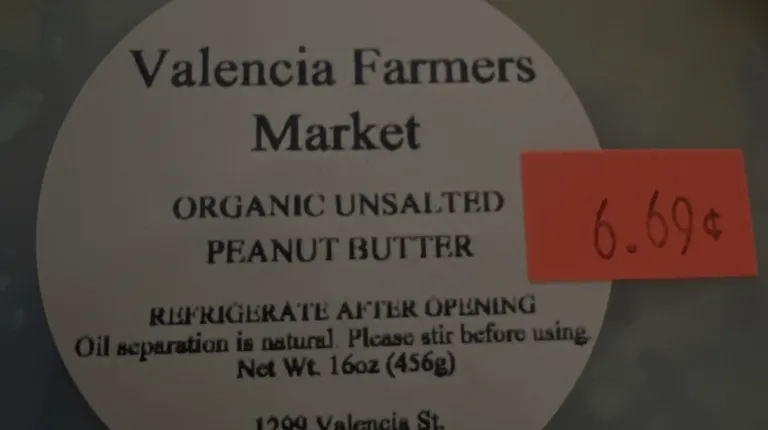 Valencia Farmers
Market
ORGANIC UNSALTED
PEANUT BUTTER
6.69¢
REFRIGERATE AFTER OPENING
Oil separation is natural. Please stir before using.
Net Wt. 16oz (456g)
1299 Valencia St.